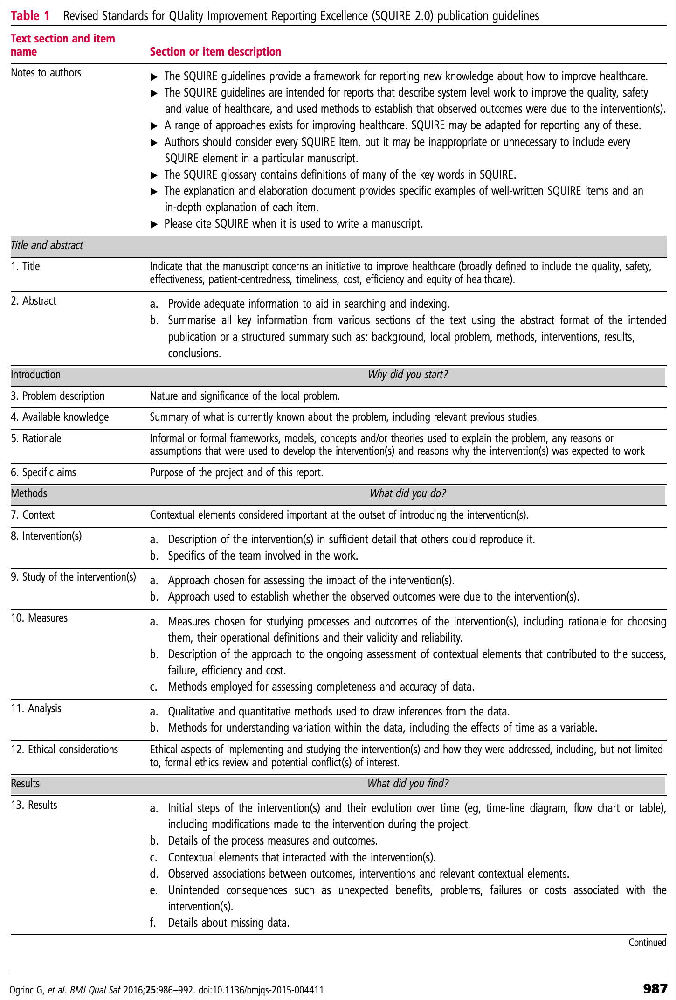 Table 1 Revised Standards for QUality Improvement Reporting Excellence (SQUIRE 2.0) publication guidelines
Text section and item
name
Section or item description
Notes to authors
▶ The SQUIRE guidelines provide a framework for reporting new knowledge about how to improve healthcare.
▶ The SQUIRE guidelines are intended for reports that describe system level work to improve the quality, safety
and value of healthcare, and used methods to establish that observed outcomes were due to the intervention(s).
▶ A range of approaches exists for improving healthcare. SQUIRE may be adapted for reporting any of these.
▶ Authors should consider every SQUIRE item, but it may be inappropriate or unnecessary to include every
SQUIRE element in a particular manuscript.
▶ The SQUIRE glossary contains definitions of many of the key words in SQUIRE.
▶ The explanation and elaboration document provides specific examples of well-written SQUIRE items and an
in-depth explanation of each item.
▶ Please cite SQUIRE when it is used to write a manuscript.
Title and abstract
1. Title
Indicate that the manuscript concerns an initiative to improve healthcare (broadly defined to include the quality, safety,
effectiveness, patient-centredness, timeliness, cost, efficiency and equity of healthcare).
2. Abstract
a. Provide adequate information to aid in searching and indexing.
b. Summarise all key information from various sections of the text using the abstract format of the intended
publication or a structured summary such as: background, local problem, methods, interventions, results,
conclusions.
Introduction Why did you start?
3. Problem description Nature and significance of the local problem.
4. Available knowledge Summary of what is currently known about the problem, including relevant previous studies.
5. Rationale Informal or formal frameworks, models, concepts and/or theories used to explain the problem, any reasons or
assumptions that were used to develop the intervention(s) and reasons why the intervention(s) was expected to work
6. Specific aims Purpose of the project and of this report.
Methods What did you do?
7. Context Contextual elements considered important at the outset of introducing the intervention(s).
8. Intervention(s)
a. Description of the intervention(s) in sufficient detail that others could reproduce it.
b. Specifics of the team involved in the work.
9. Study of the intervention(s)
a. Approach chosen for assessing the impact of the intervention(s).
b. Approach used to establish whether the observed outcomes were due to the intervention(s).
10. Measures
a. Measures chosen for studying processes and outcomes of the intervention(s), including rationale for choosing
them, their operational definitions and their validity and reliability.
b. Description of the approach to the ongoing assessment of contextual elements that contributed to the success,
failure, efficiency and cost.
c. Methods employed for assessing completeness and accuracy of data.
11. Analysis
a. Qualitative and quantitative methods used to draw inferences from the data.
b. Methods for understanding variation within the data, including the effects of time as a variable.
12. Ethical considerations Ethical aspects of implementing and studying the intervention(s) and how they were addressed, including, but not limited
to, formal ethics review and potential conflict(s) of interest.
Results What did you find?
13. Results
a. Initial steps of the intervention(s) and their evolution over time (eg, time-line diagram, flow chart or table),
including modifications made to the intervention during the project.
b. Details of the process measures and outcomes.
c. Contextual elements that interacted with the intervention(s).
d. Observed associations between outcomes, interventions and relevant contextual elements.
e. Unintended consequences such as unexpected benefits, problems, failures or costs associated with the
intervention(s).
f. Details about missing data.
Continued
Ogrinc G, et al. BMJ Qual Saf 2016;25:986–992. doi:10.1136/bmjqs-2015-004411 987